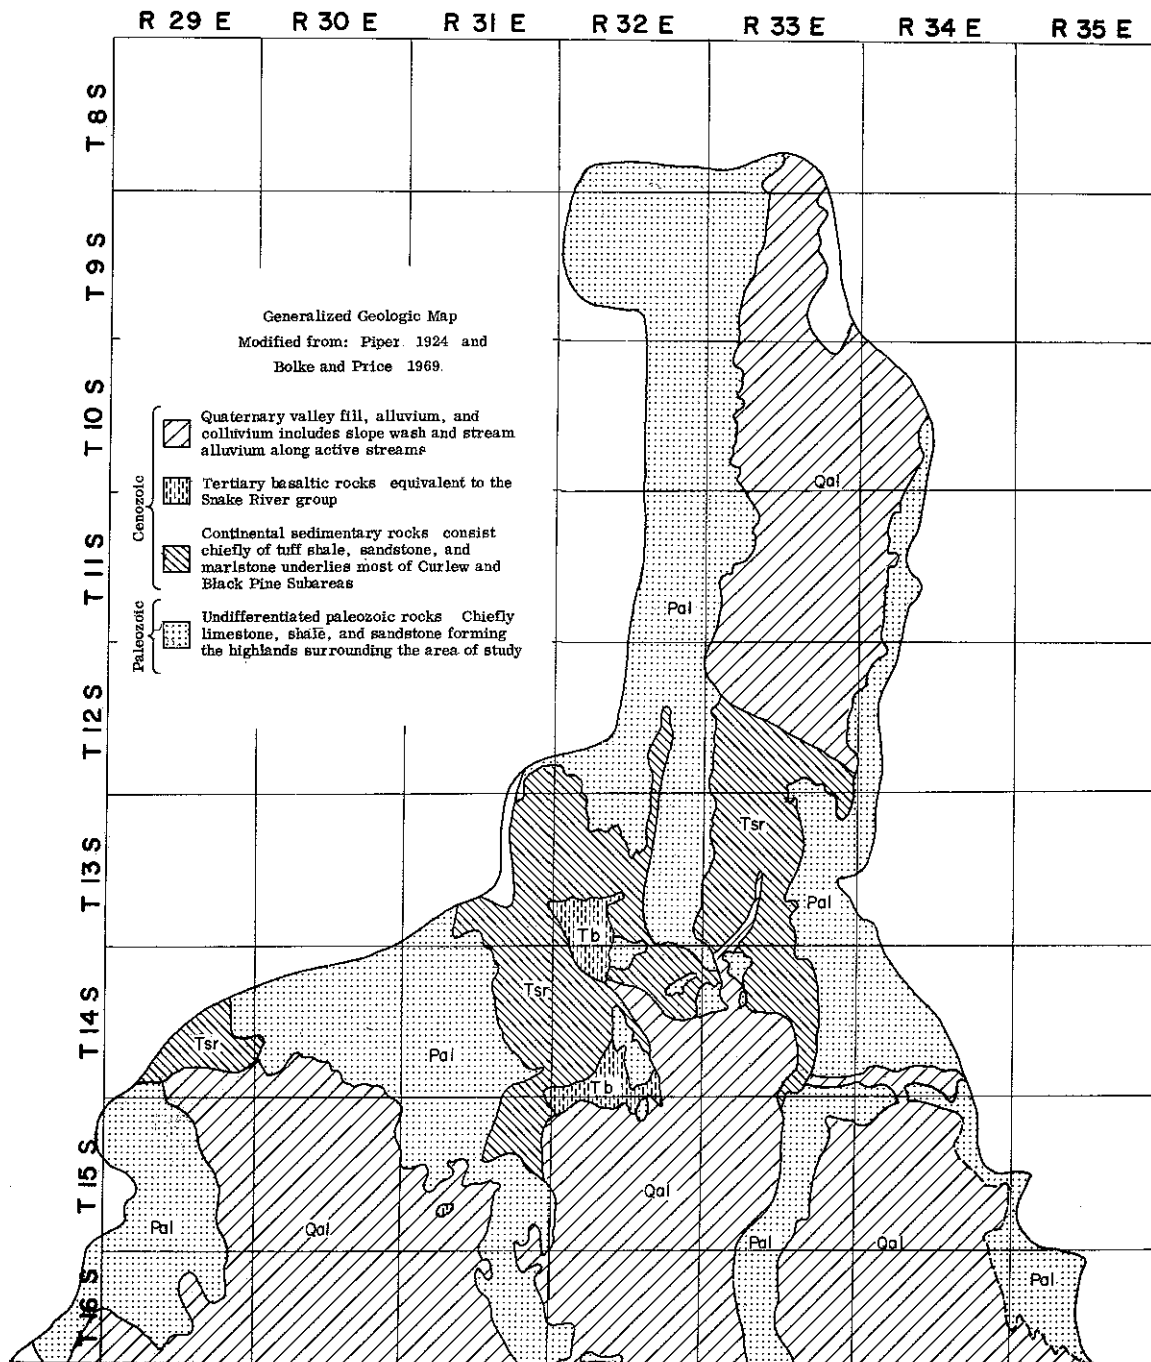 R 29 E R 30 E R 31 E R 32 E R 33 E R 34 E R 35 E
T 8 S
T 9 S
T 10 S
T 11 S
T 12 S
T 13 S
T 14 S
T 15 S
T 16 S
Generalized Geologic Map
Modified from: Piper 1924 and
Bolke and Price 1969.
Cenozoic
Quaternary valley fill, alluvium, and
colluvium includes slope wash and stream
alluvium along active streams
Tertiary basaltic rocks equivalent to the
Snake River group
Continental sedimentary rocks consist
chiefly of tuff shale, sandstone, and
marlstone underlies most of Curlew and
Black Pine Subareas
Paleozoic
Undifferentiated paleozoic rocks Chiefly
limestone, shale, and sandstone forming
the highlands surrounding the area of study
Qal
Pal
Tsr
Pal
Tb
Tsr
Tsr
Pal
Tb
Qal
Pal
Qal
Pal
Qal
Pal